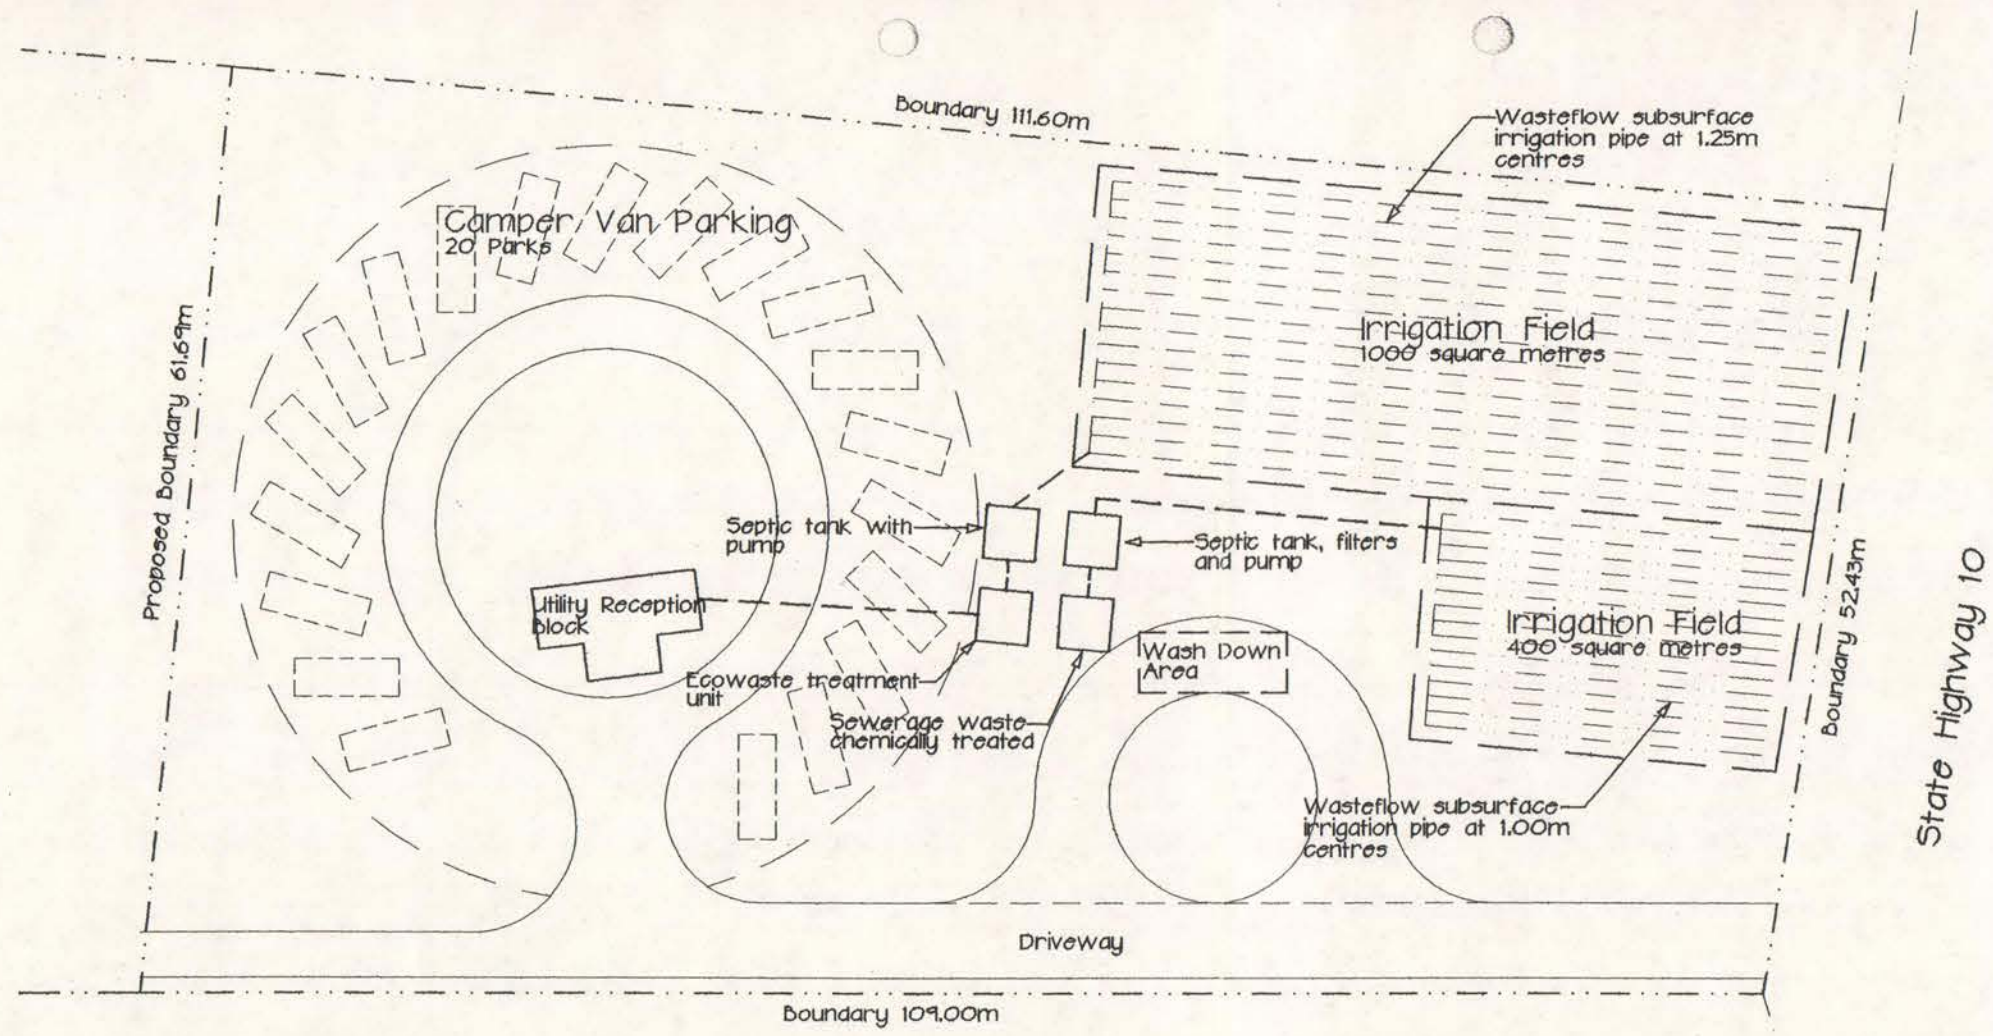 Boundary 111.60m
Wasteflow subsurface
irrigation pipe at 1.25m
centres
Camper Van Parking
20 Parks
Proposed Boundary 61.69m
Irrigation Field
1000 square metres
Septic tank with
pump
Septic tank, filters
and pump
Utility Reception
Block
Irrigation Field
400 square metres
Boundary 52.43m
State Highway 10
Wash Down
Area
Ecowaste treatment
unit
Sewerage waste
chemically treated
Wasteflow subsurface
irrigation pipe at 1.00m
centres
Driveway
Boundary 109.00m